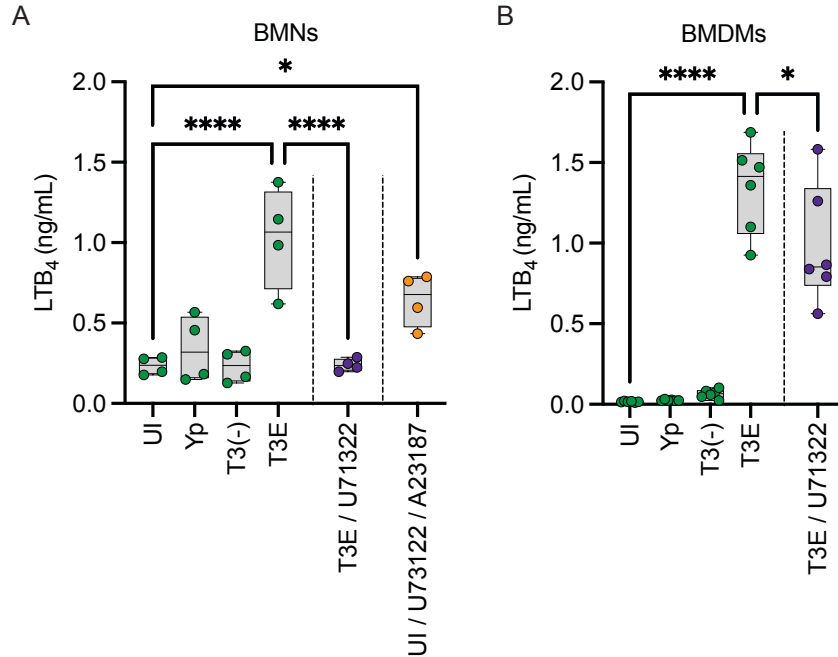 A
BMNs
*
****
****
2.0
1.5
1.0
0.5
0.0
LTB4 (ng/mL)
UI
Yp
T3(-)
T3E
T3E / U71322
UI / U73122 / A23187
B
BMDMs
****
*
2.0
1.5
1.0
0.5
0.0
LTB4 (ng/mL)
UI
Yp
T3(-)
T3E
T3E / U71322